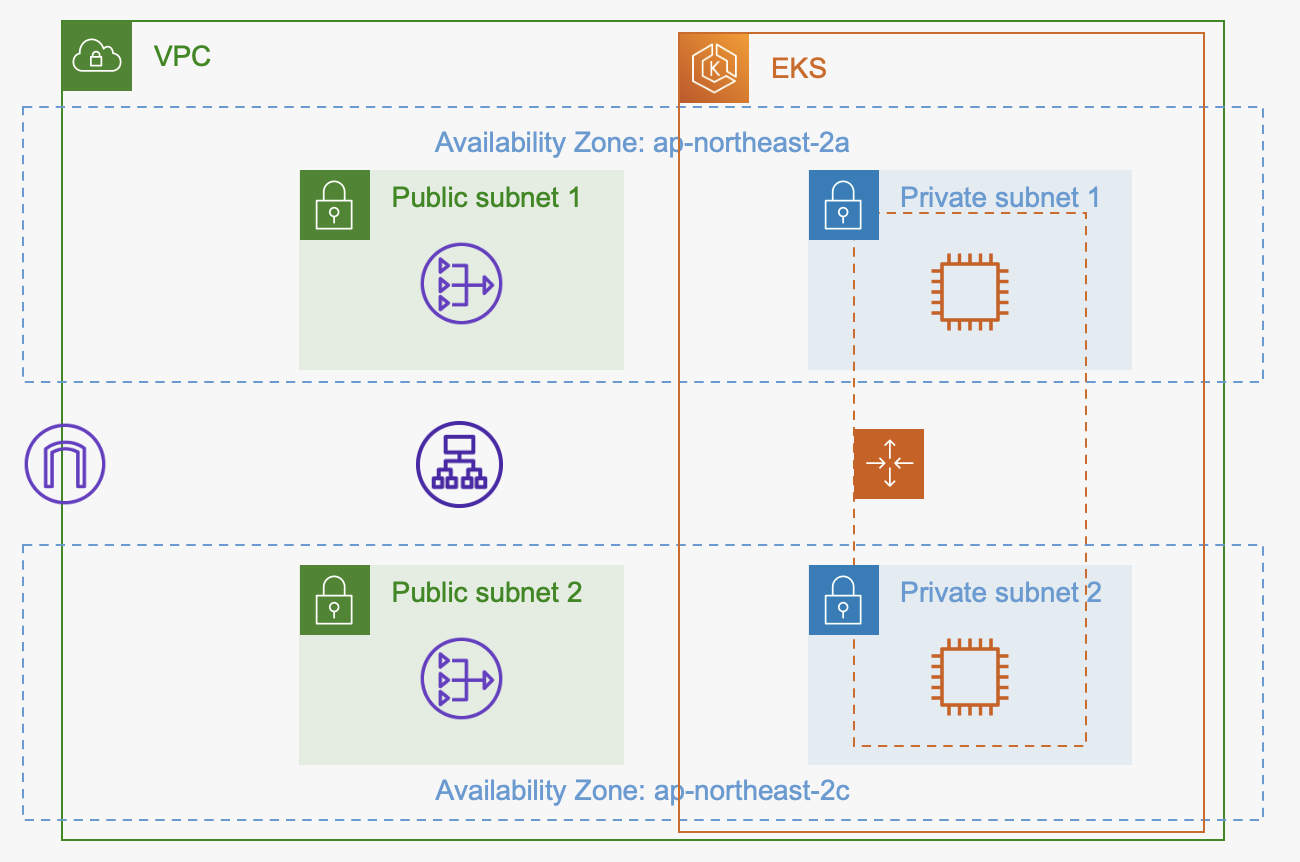 VPC
EKS
Availability Zone: ap-northeast-2a
Public subnet 1
Private subnet 1
Public subnet 2
Private subnet 2
Availability Zone: ap-northeast-2c